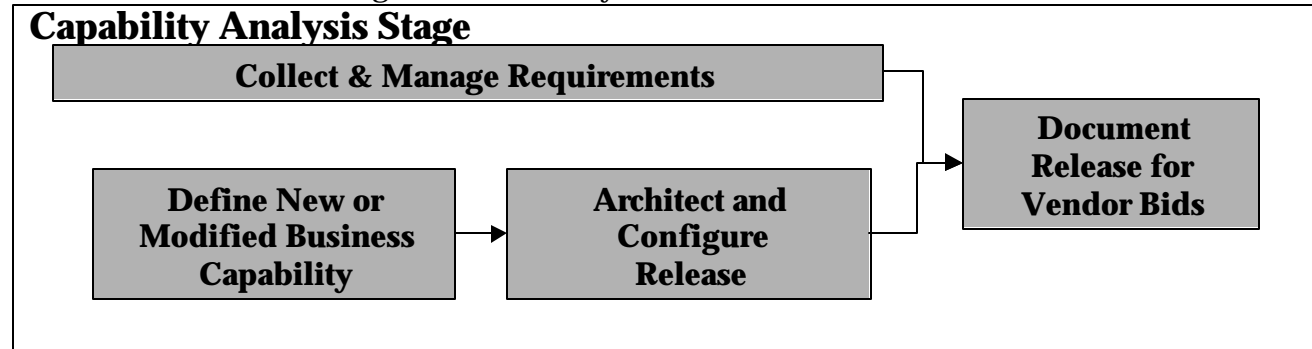 Capability Analysis Stage
Collect & Manage Requirements
Document
Release for
Vendor Bids
Define New or
Modified Business
Capability
Architect and
Configure
Release